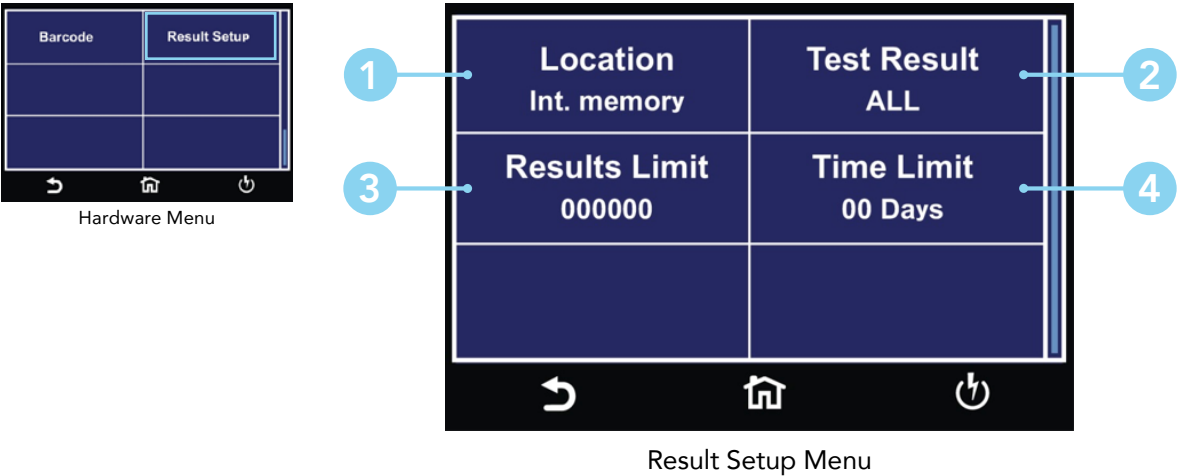 Barcode
Result Setup
Hardware Menu
1
Location
Int. memory
Test Result
ALL
2
3
Results Limit
000000
Time Limit
00 Days
4
Result Setup Menu